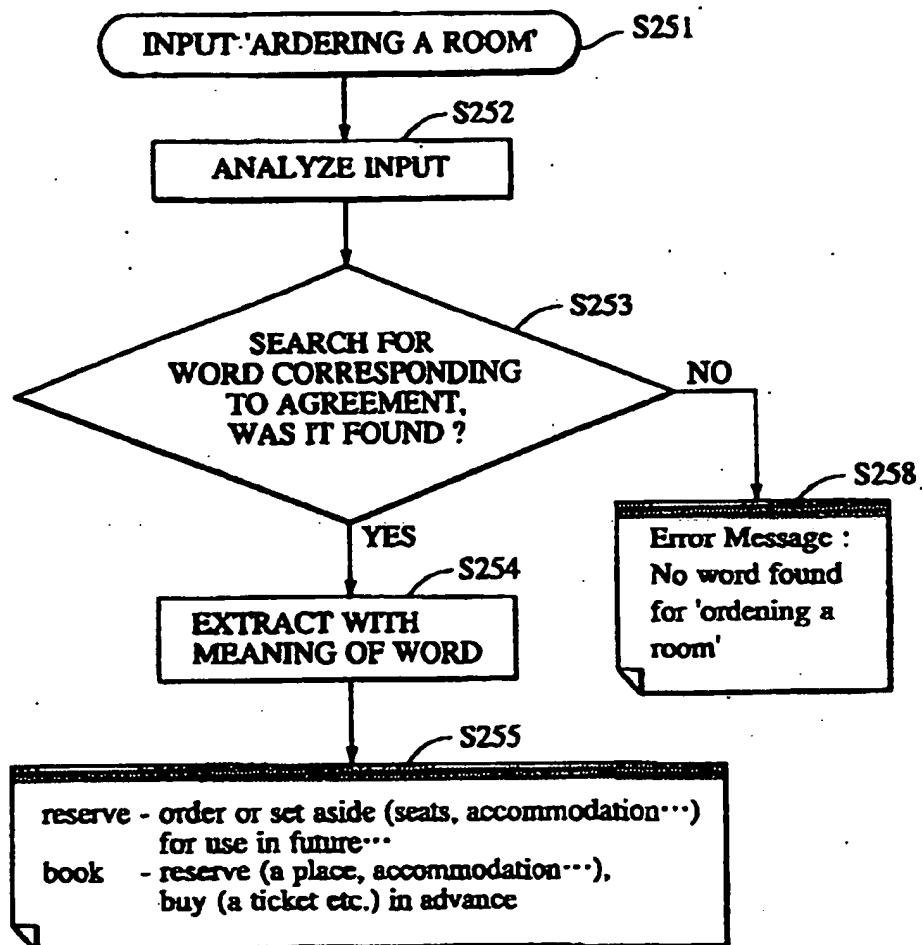 INPUT 'ARDERING A ROOM'
S251
S252
ANALYZE INPUT
S253
SEARCH FOR
WORD CORRESPONDING
TO AGREEMENT,
WAS IT FOUND ?
NO
S258
Error Message :
No word found
for 'ordening a
room'
YES
S254
EXTRACT WITH
MEANING OF WORD
S255
reserve - order or set aside (seats, accommodation···)
for use in future···
book - reserve (a place, accommodation···),
buy (a ticket etc.) in advance